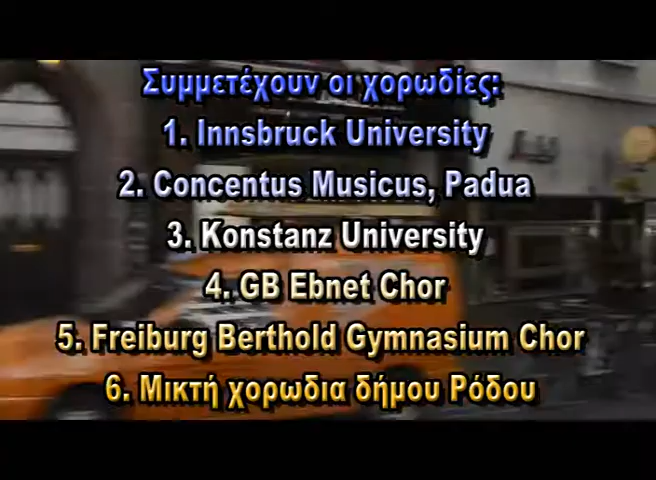 Συμμετέχουν οι χορωδίες:
1. Innsbruck University
2. Concentus Musicus, Padua
3. Konstanz University
4. GB Ebnet Chor
5. Freiburg Berthold Gymnasium Chor
6. Μικτή χορωδια δήμου Ρόδου